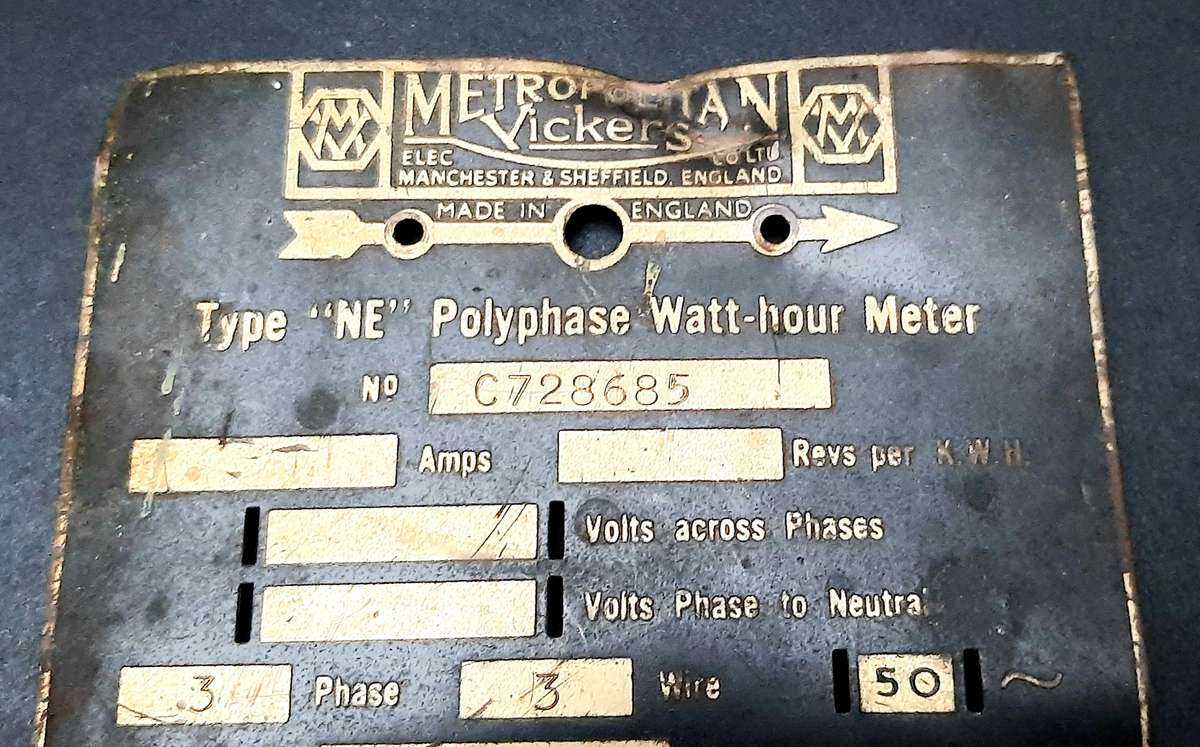 MV
METROPOLITAN
MV
Vickers
ELEC CO LTD
MANCHESTER & SHEFFIELD. ENGLAND
MADE IN ENGLAND
Type "NE" Polyphase Watt-hour Meter
No C728685
Amps Revs per K.W.H.
Volts across Phases
Volts Phase to Neutral
3 Phase 3 Wire 50 ~